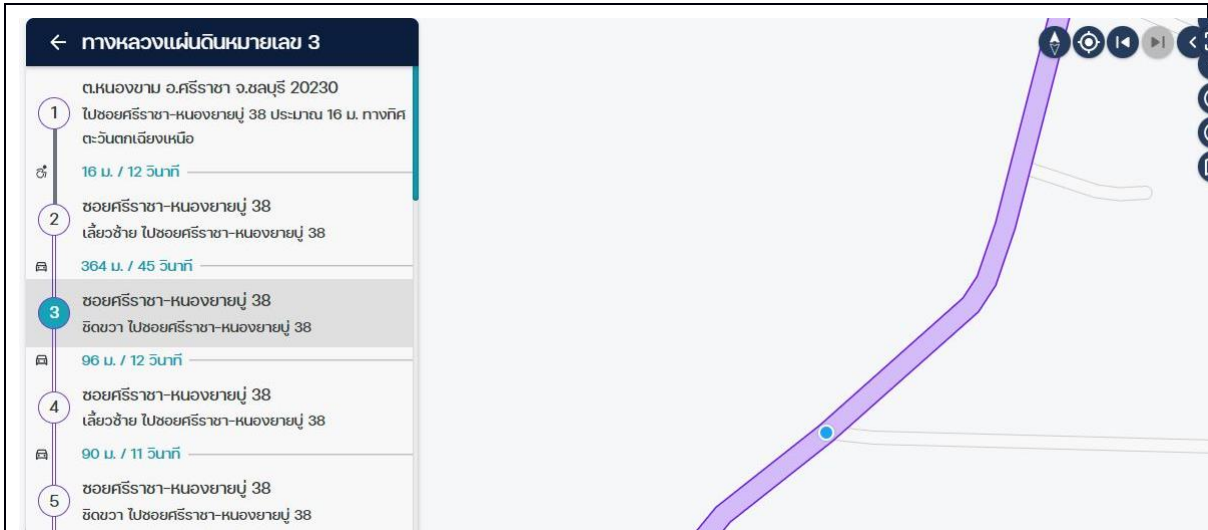 ทางหลวงแผ่นดินหมายเลข 3
ต.หนองขาม อ.ศรีราชา จ.ชลบุรี 20230
1
ไปซอยศรีราชา-หนองยายบู่ 38 ประมาณ 16 ม. ทางทิศ
ตะวันตกเฉียงเหนือ
16 ม. / 12 วินาที
ซอยศรีราชา-หนองยายบู่ 38
2
เลี้ยวซ้าย ไปซอยศรีราชา-หนองยายบู่ 38
364 ม. / 45 วินาที
ซอยศรีราชา-หนองยายบู่ 38
3
ชิดขวา ไปซอยศรีราชา-หนองยายบู่ 38
96 ม. / 12 วินาที
ซอยศรีราชา-หนองยายบู่ 38
4
เลี้ยวซ้าย ไปซอยศรีราชา-หนองยายบู่ 38
90 ม. / 11 วินาที
ซอยศรีราชา-หนองยายบู่ 38
5
ชิดขวา ไปซอยศรีราชา-หนองยายบู่ 38